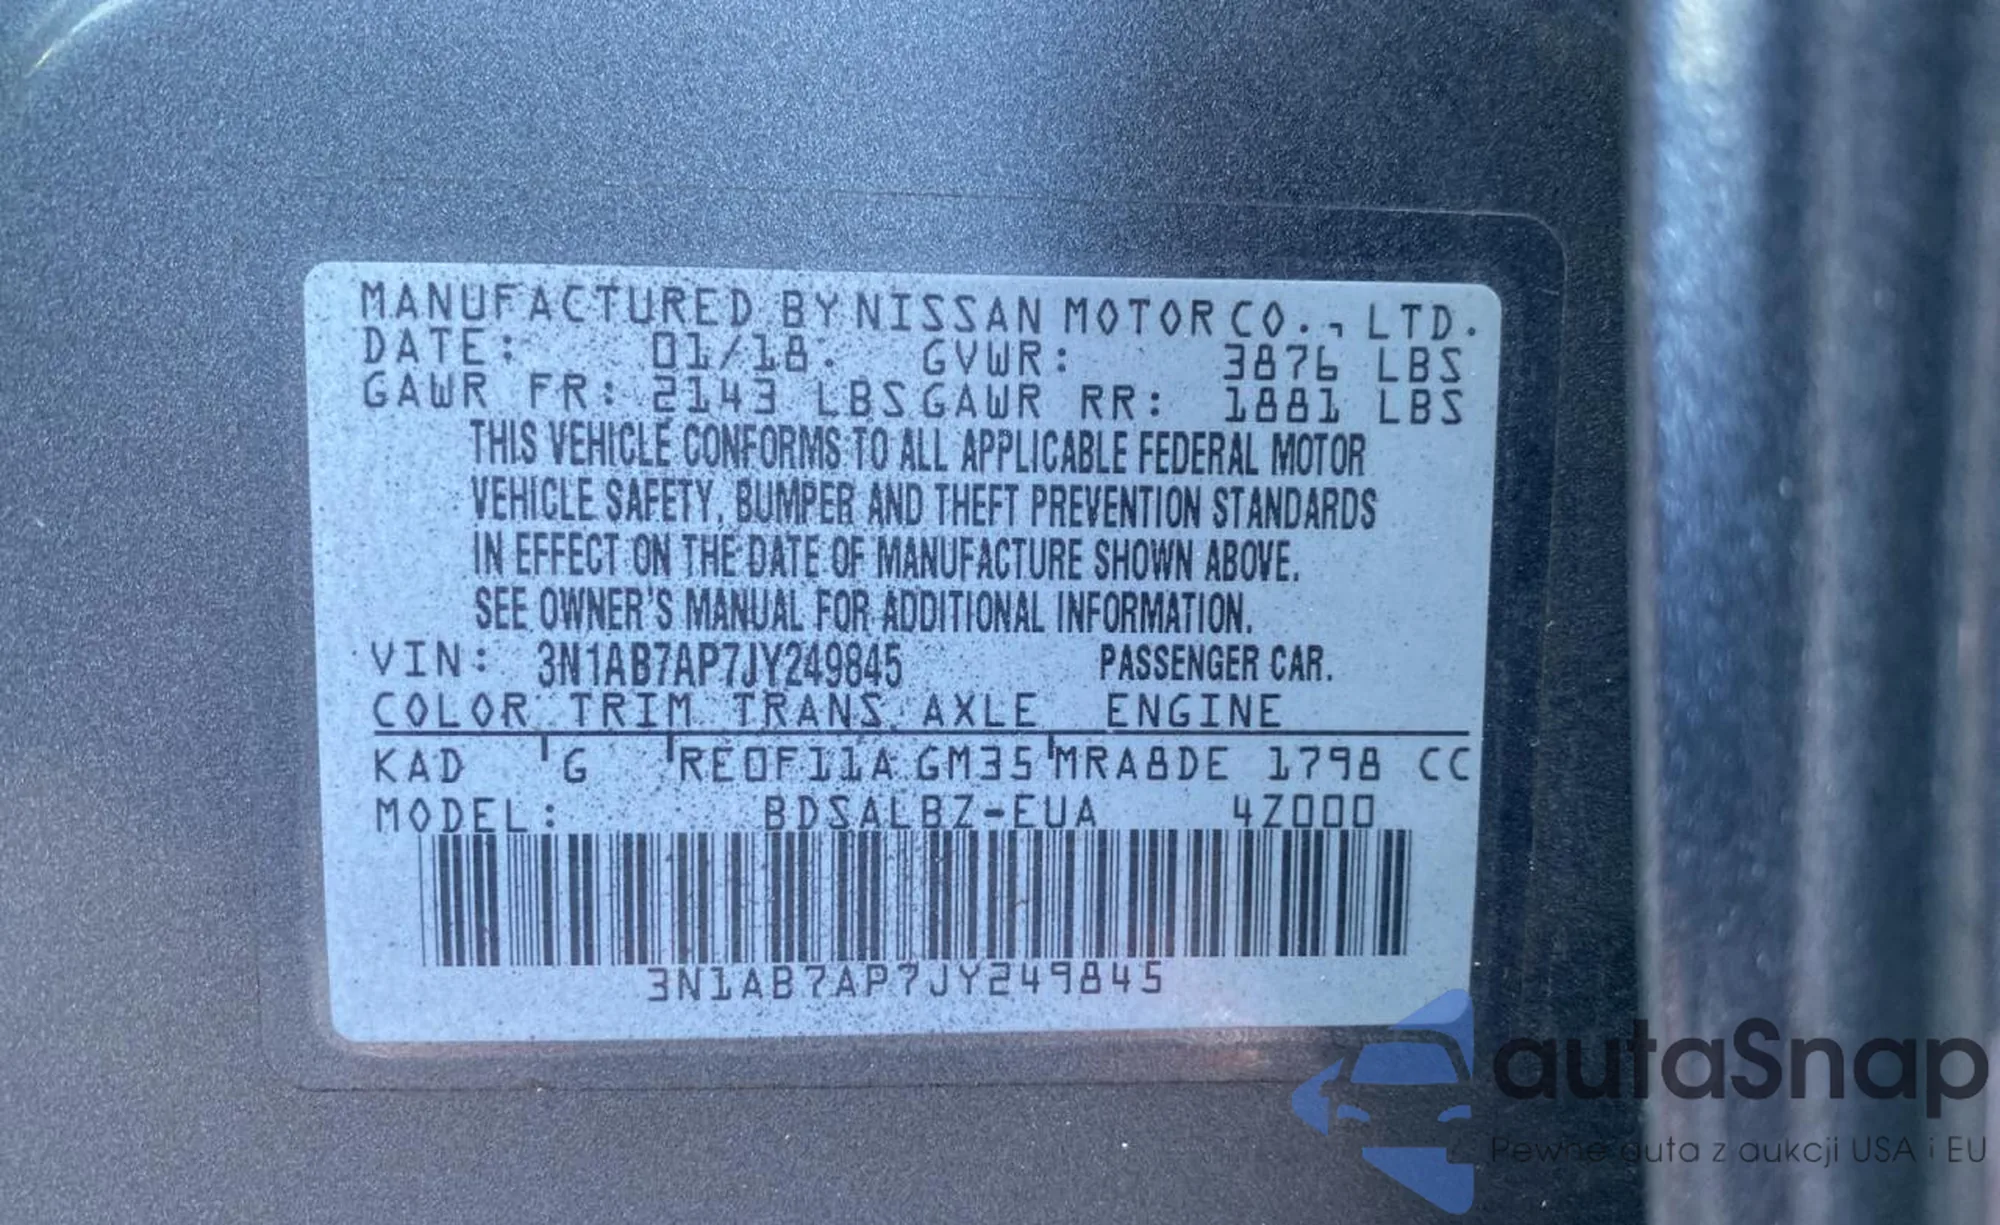 MANUFACTURED BY NISSAN MOTOR CO., LTD.
DATE: 01/18. GVWR: 3876 LBS
GAWR FR: 2143 LBS GAWR RR: 1881 LBS
THIS VEHICLE CONFORMS TO ALL APPLICABLE FEDERAL MOTOR
VEHICLE SAFETY, BUMPER AND THEFT PREVENTION STANDARDS
IN EFFECT ON THE DATE OF MANUFACTURE SHOWN ABOVE.
SEE OWNER'S MANUAL FOR ADDITIONAL INFORMATION.
VIN: 3N1AB7AP7JY249845 PASSENGER CAR.
COLOR TRIM TRANS AXLE ENGINE
KAD G RE0F11A GM35 MRA8DE 1798 CC
MODEL: BDSALBZ-EUA 4Z000
3N1AB7AP7JY249845
autaSnap
Pewne auta z aukcji USA i EU